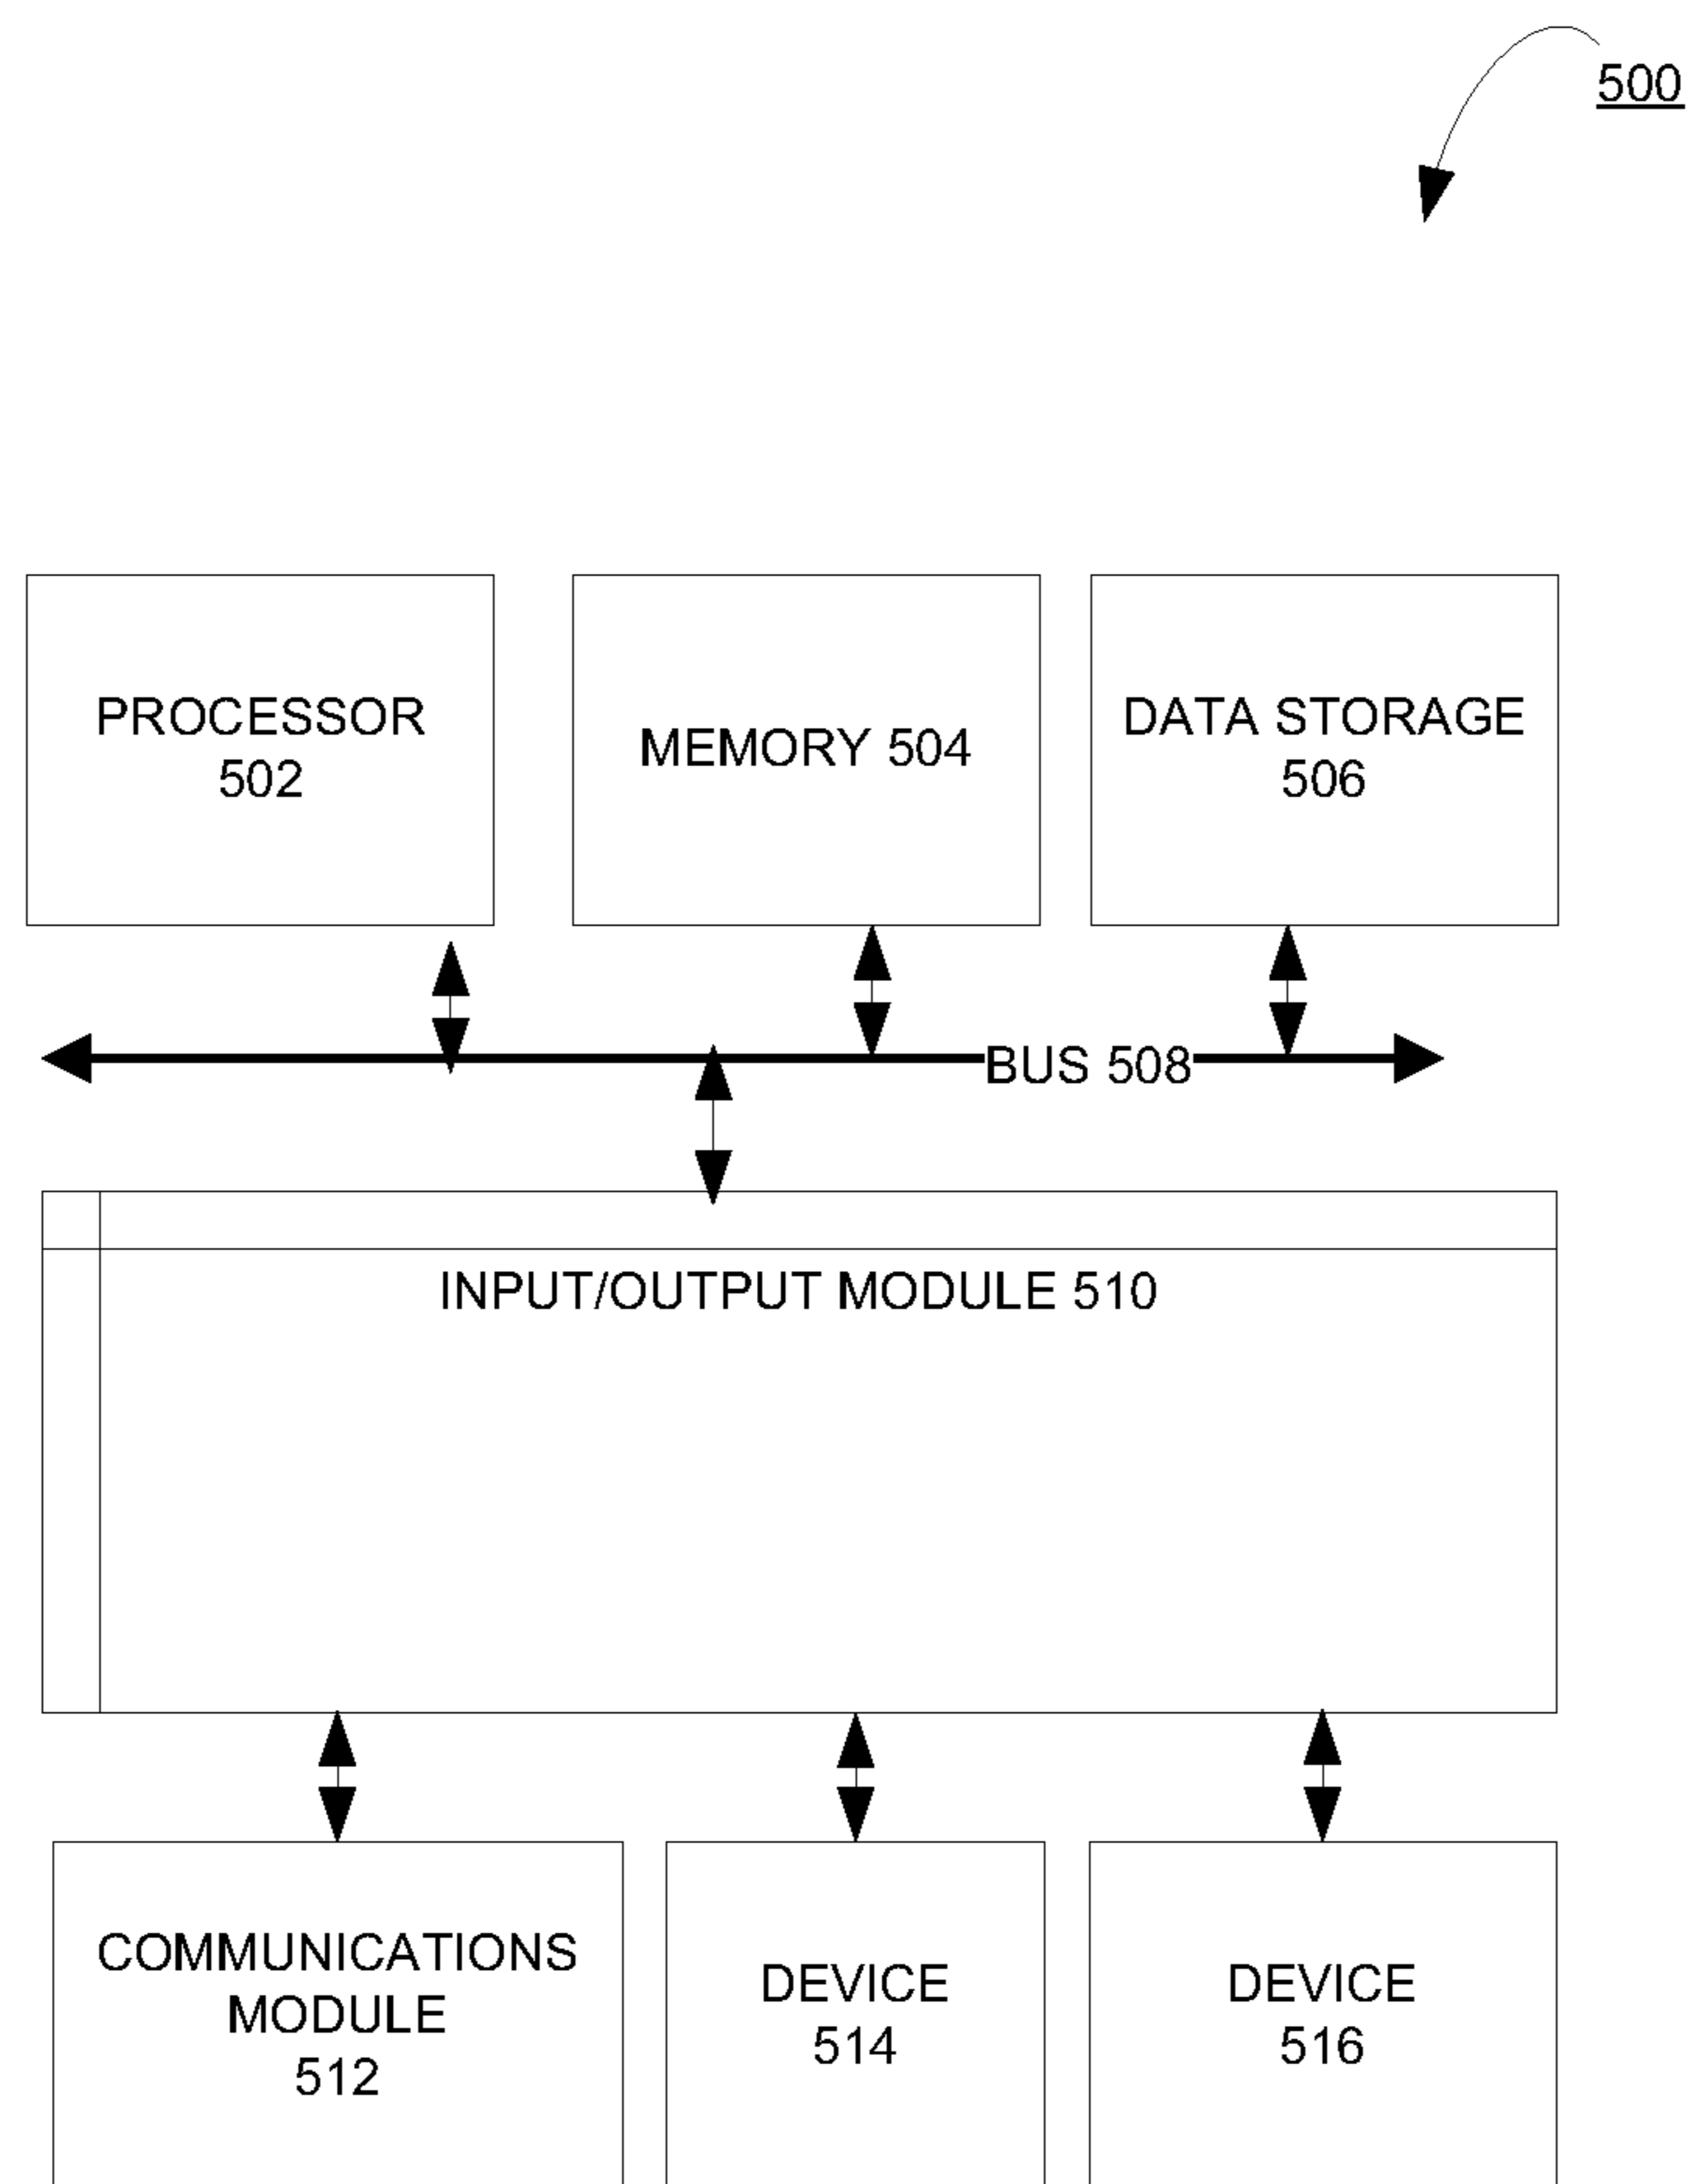 500
PROCESSOR
502
MEMORY 504
DATA STORAGE
506
BUS 508
INPUT/OUTPUT MODULE 510
COMMUNICATIONS
MODULE
512
DEVICE
514
DEVICE
516